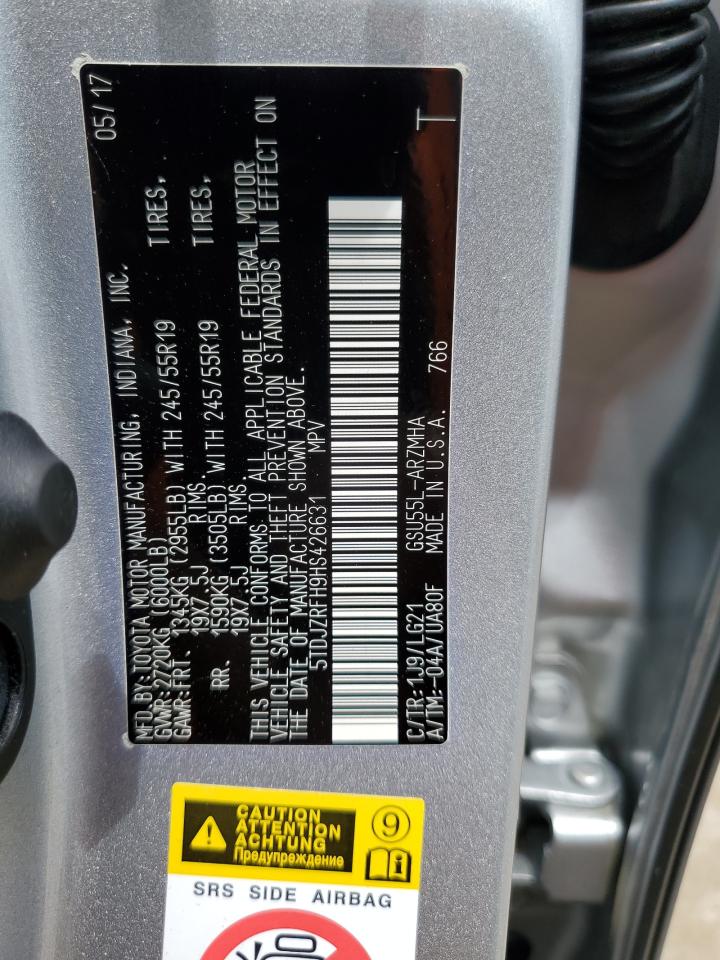 MFD.BY:TOYOTA MOTOR MANUFACTURING, INDIANA, INC. 05/17
GVWR:2720KG (6000LB)
GAWR:FRT. 1345KG (2955LB) WITH 245/55R19 TIRES,
19X7.5J RIMS.
RR. 1590KG (3505LB) WITH 245/55R19 TIRES,
19X7.5J RIMS.
THIS VEHICLE CONFORMS TO ALL APPLICABLE FEDERAL MOTOR
VEHICLE SAFETY AND THEFT PREVENTION STANDARDS IN EFFECT ON
THE DATE OF MANUFACTURE SHOWN ABOVE.
5TDJZRFH9HS426631 MPV
C/TR:1J9/LG21 GSU55L-ARZMHA T
A/TM:-04A/UA80F MADE IN U.S.A. 766
CAUTION
ATTENTION
ACHTUNG
Предупреждение
9
SRS SIDE AIRBAG